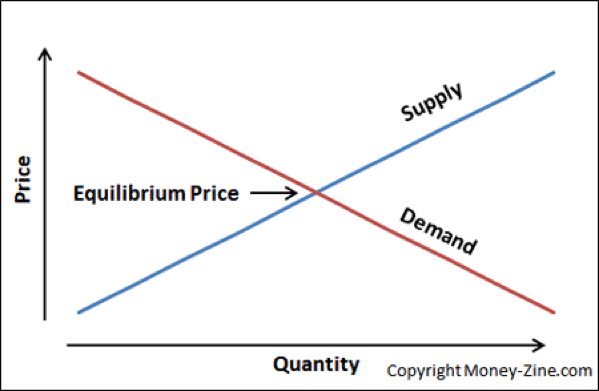 Supply
Price
Equilibrium Price
Demand
Quantity
Copyright Money-Zine.com